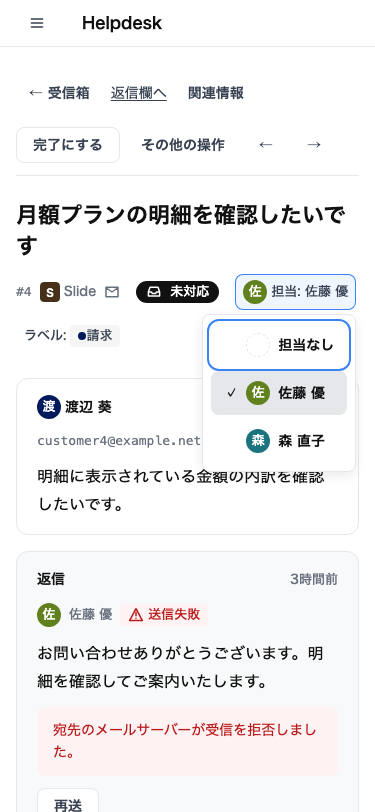 Helpdesk
← 受信箱 返信欄へ 関連情報
完了にする その他の操作 ← →
月額プランの明細を確認したいで
す
#4 S Slide 未対応 佐 担当: 佐藤 優
ラベル: 請求
担当なし
✓ 佐 佐藤 優
森 森 直子
渡 渡辺 葵
customer4@example.net
明細に表示されている金額の内訳を確認
したいです。
返信 3時間前
佐 佐藤 優 送信失敗
お問い合わせありがとうございます。明
細を確認してご案内いたします。
宛先のメールサーバーが受信を拒否しまし
た。
再送